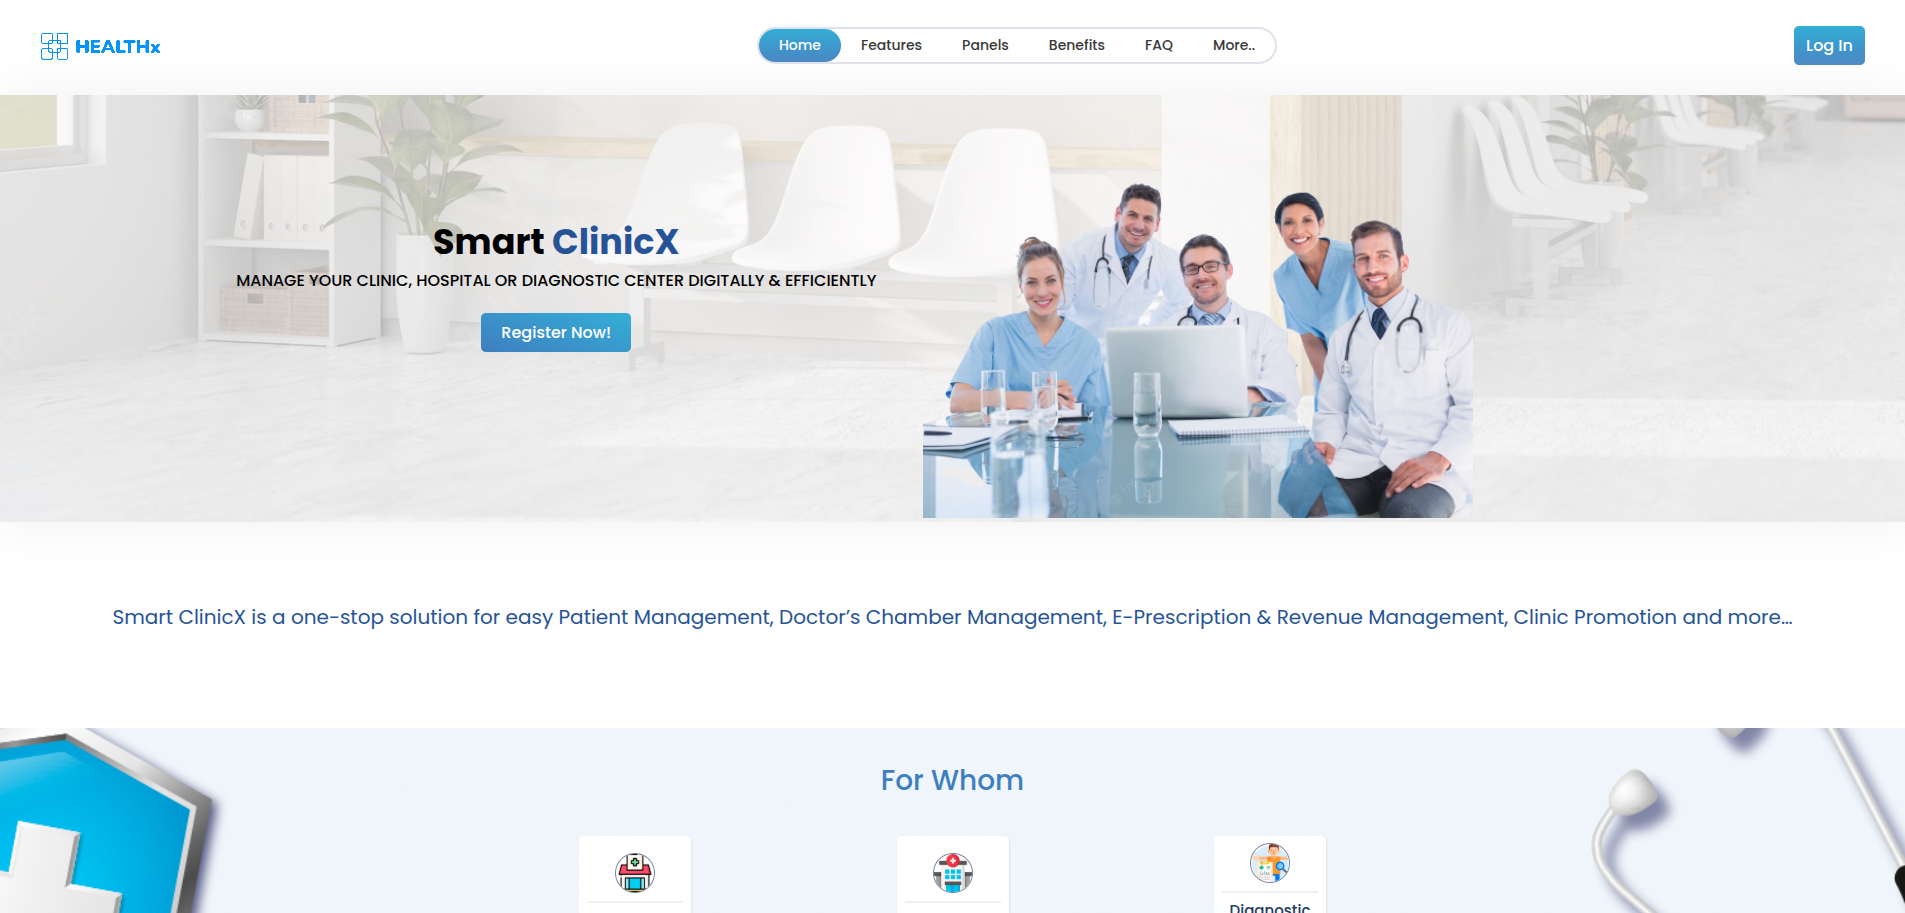 HEALTHx
Home Features Panels Benefits FAQ More..
Log In
Smart ClinicX
MANAGE YOUR CLINIC, HOSPITAL OR DIAGNOSTIC CENTER DIGITALLY & EFFICIENTLY
Register Now!
Smart ClinicX is a one-stop solution for easy Patient Management, Doctor’s Chamber Management, E-Prescription & Revenue Management, Clinic Promotion and more...
For Whom
Diagnostic